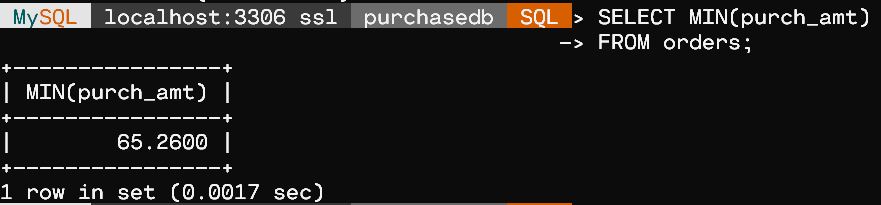 MySQL localhost:3306 ssl purchasedb SQL > SELECT MIN(purch_amt)
-> FROM orders;
+----------------+
| MIN(purch_amt) |
+----------------+
|        65.2600 |
+----------------+
1 row in set (0.0017 sec)